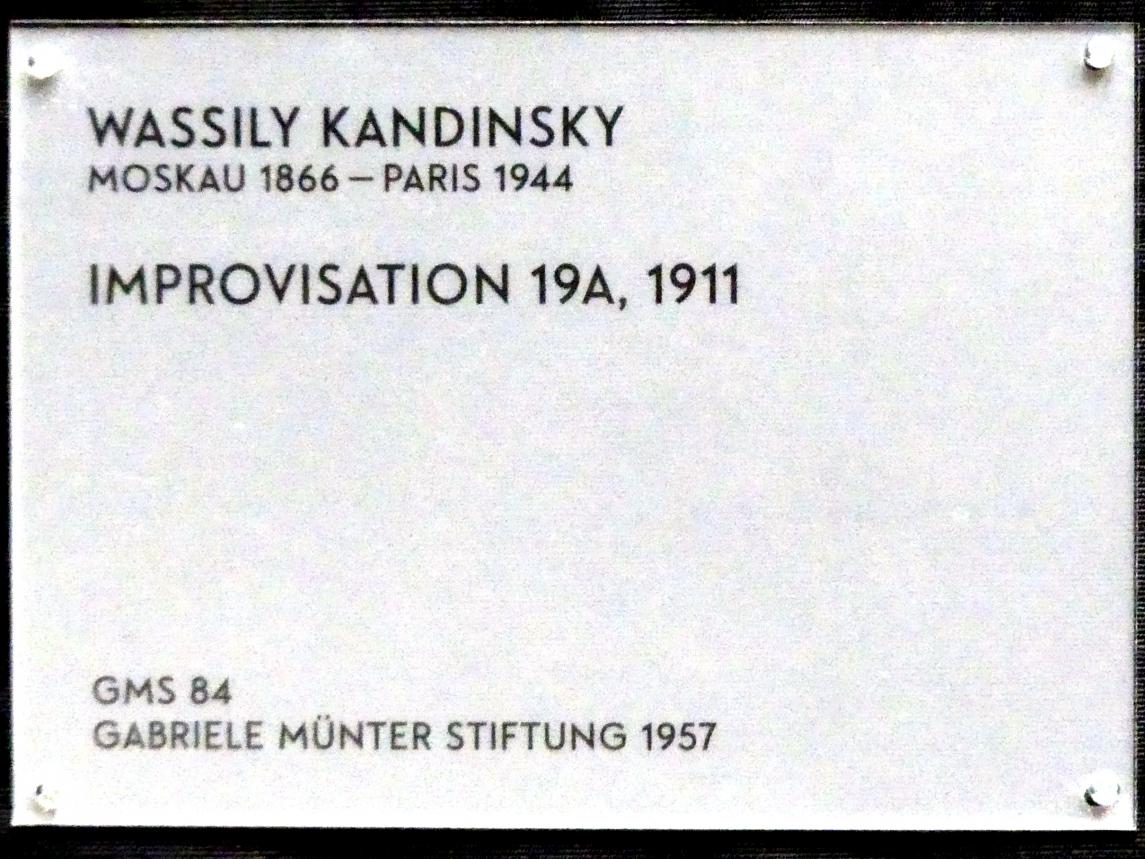 WASSILY KANDINSKY
MOSKAU 1866 – PARIS 1944
IMPROVISATION 19A, 1911
GMS 84
GABRIELE MÜNTER STIFTUNG 1957